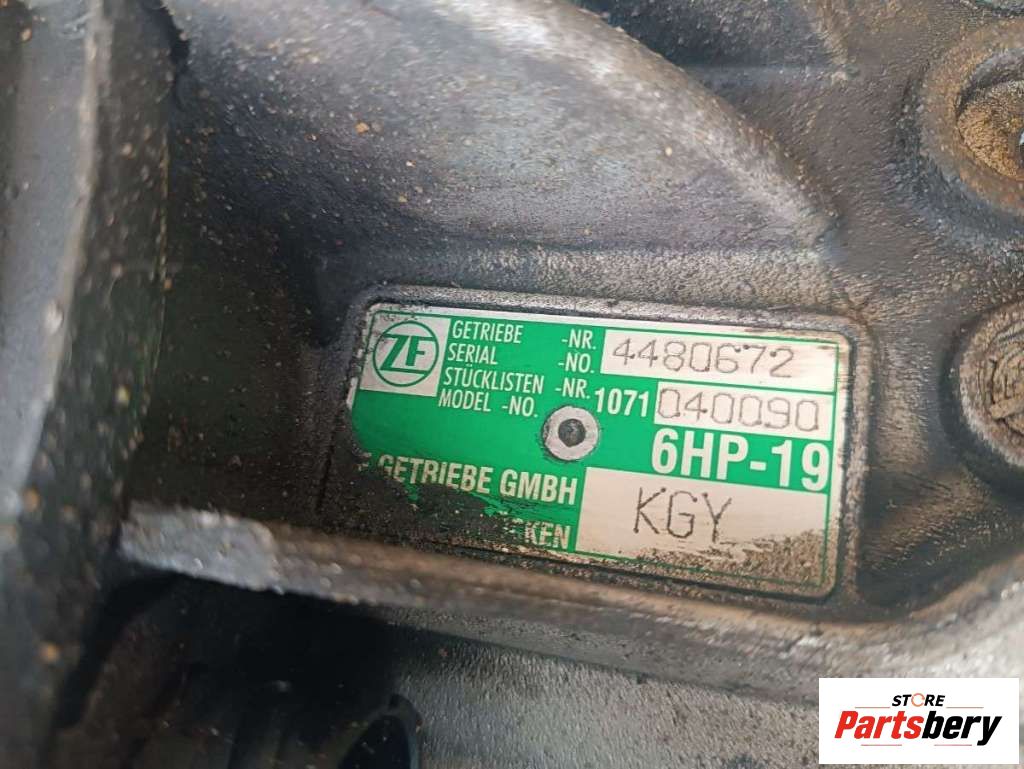 ZF
GETRIEBE -NR.
SERIAL -NO. 4480672
STÜCKLISTEN -NR.
MODEL -NO. 1071 040090
6HP-19
GETRIEBE GMBH
KGY
STORE
Partsbery